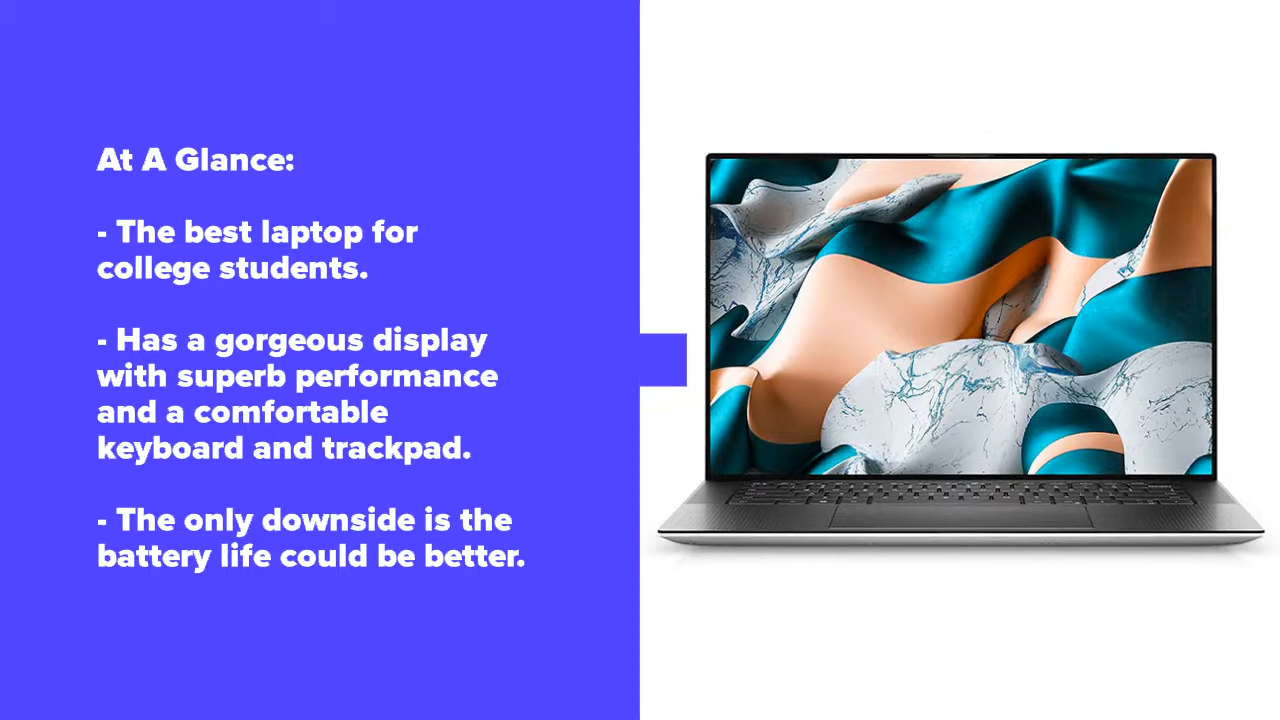 At A Glance:
- The best laptop for
college students.
- Has a gorgeous display
with superb performance
and a comfortable
keyboard and trackpad.
- The only downside is the
battery life could be better.